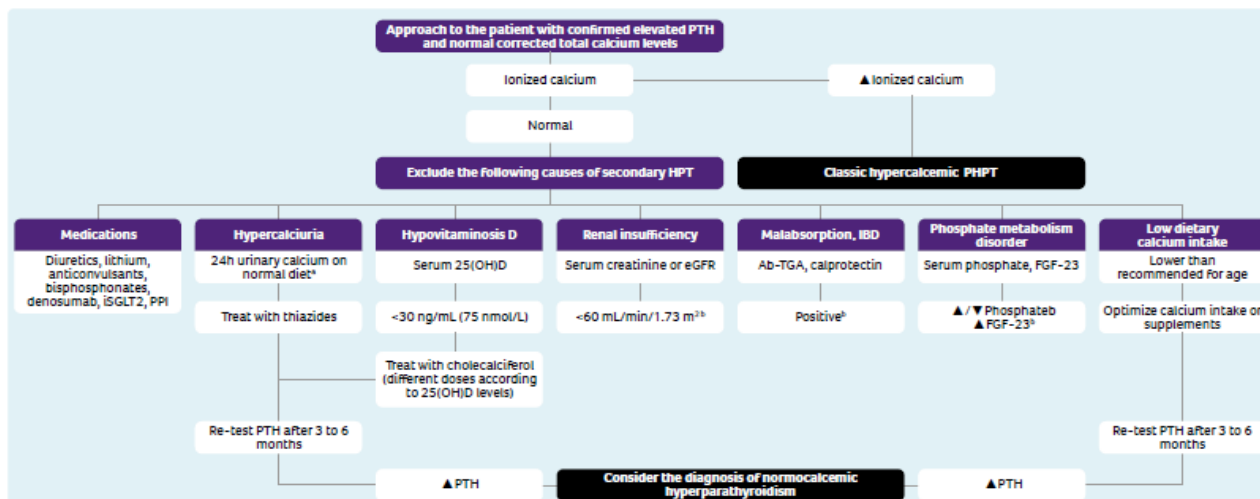 Approach to the patient with confirmed elevated PTH
and normal corrected total calcium levels
Ionized calcium
▲Ionized calcium
Normal
Exclude the following causes of secondary HPT
Classic hypercalcemic PHPT
Medications
Diuretics, lithium,
anticonvulsants,
bisphosphonates,
denosumab, iSGLT2, PPI
Hypercalciuria
24h urinary calcium on
normal dietᵃ
Treat with thiazides
Hypovitaminosis D
Serum 25(OH)D
<30 ng/mL (75 nmol/L)
Treat with cholecalciferol
(different doses according
to 25(OH)D levels)
Renal insufficiency
Serum creatinine or eGFR
<60 mL/min/1.73 m²ᵇ
Malabsorption, IBD
Ab-TGA, calprotectin
Positiveᵇ
Phosphate metabolism
disorder
Serum phosphate, FGF-23
▲/▼Phosphateb
▲FGF-23ᵇ
Low dietary
calcium intake
Lower than
recommended for age
Optimize calcium intake or
supplements
Re-test PTH after 3 to 6
months
Re-test PTH after 3 to 6
months
▲PTH
Consider the diagnosis of normocalcemic
hyperparathyroidism
▲PTH